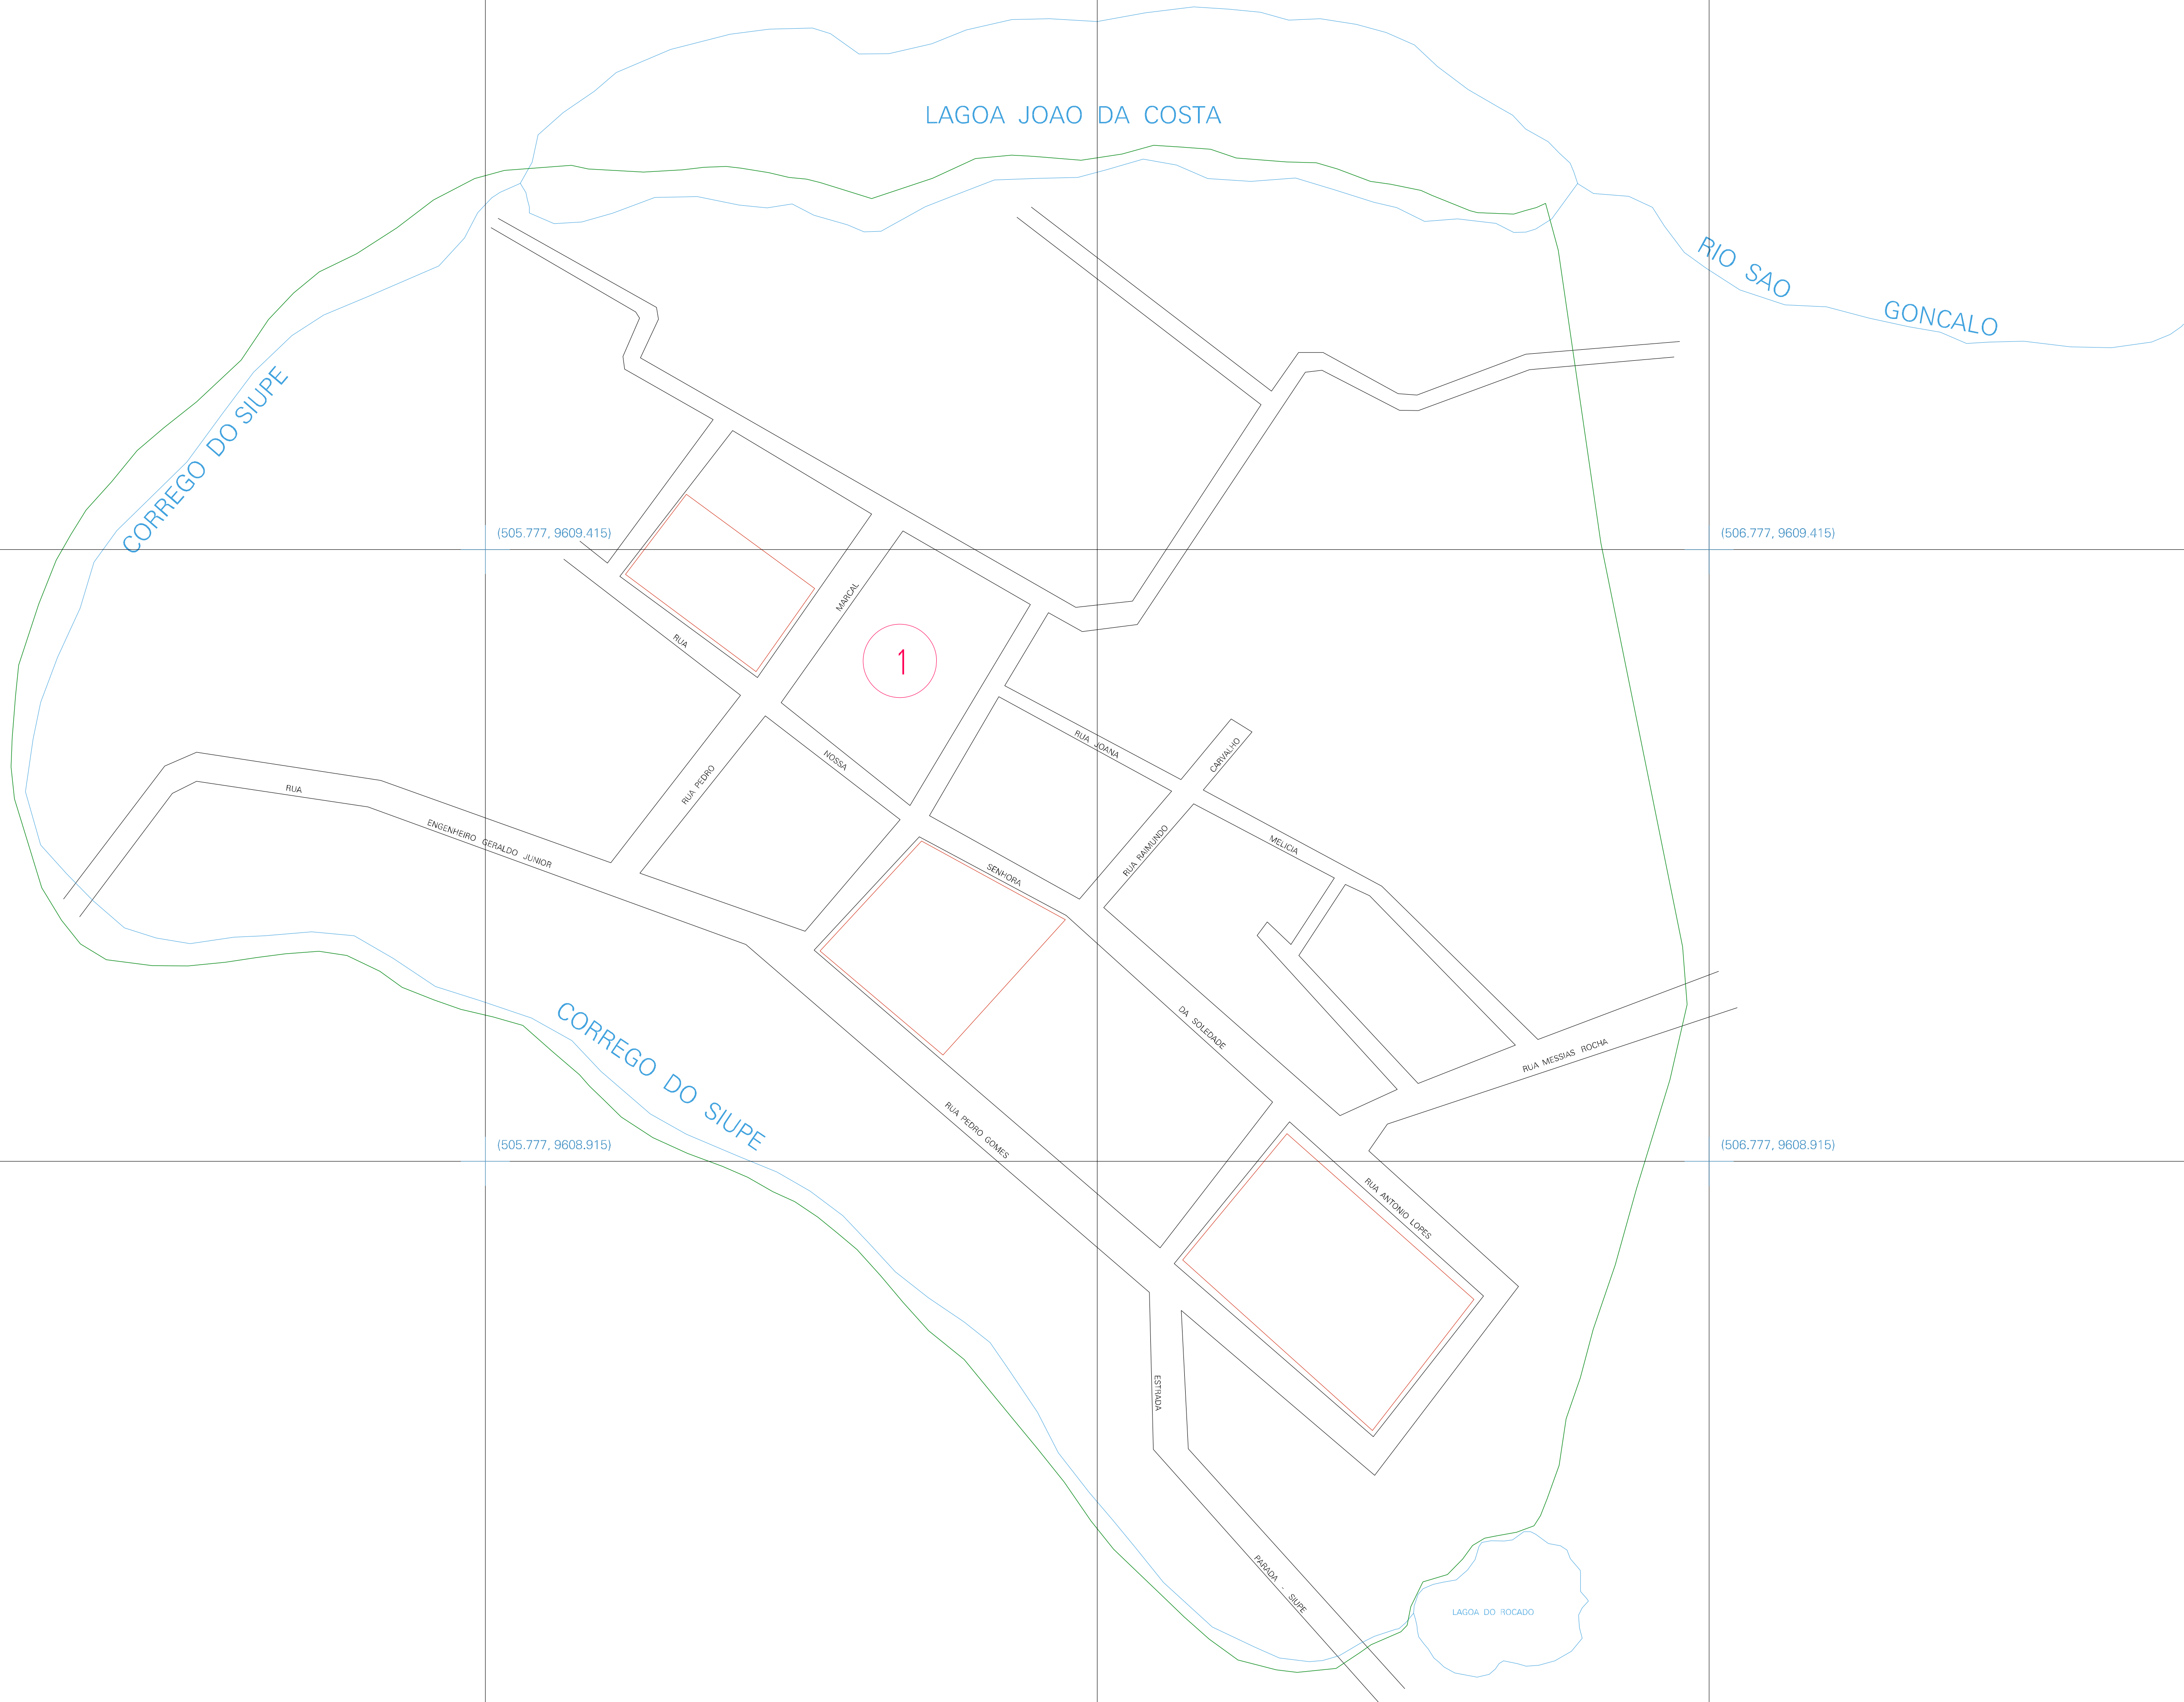 LAGOA JOAO DA COSTA
RIO SAO GONCALO
CORREGO DO SIUPE
(505.777, 9609.415)
(506.777, 9609.415)
MARCAL
RUA
1
RUA JOANA
CARVALHO
NOSSA
RUA PEDRO
RUA
ENGENHEIRO GERALDO JUNIOR
RUA RAIMUNDO
MELICIA
SENHORA
CORREGO DO SIUPE
DA SOLEDADE
RUA MESSIAS ROCHA
RUA PEDRO GOMES
(505.777, 9608.915)
(506.777, 9608.915)
RUA ANTONIO LOPES
ESTRADA
PARADA - SIUPE
LAGOA DO ROCADO